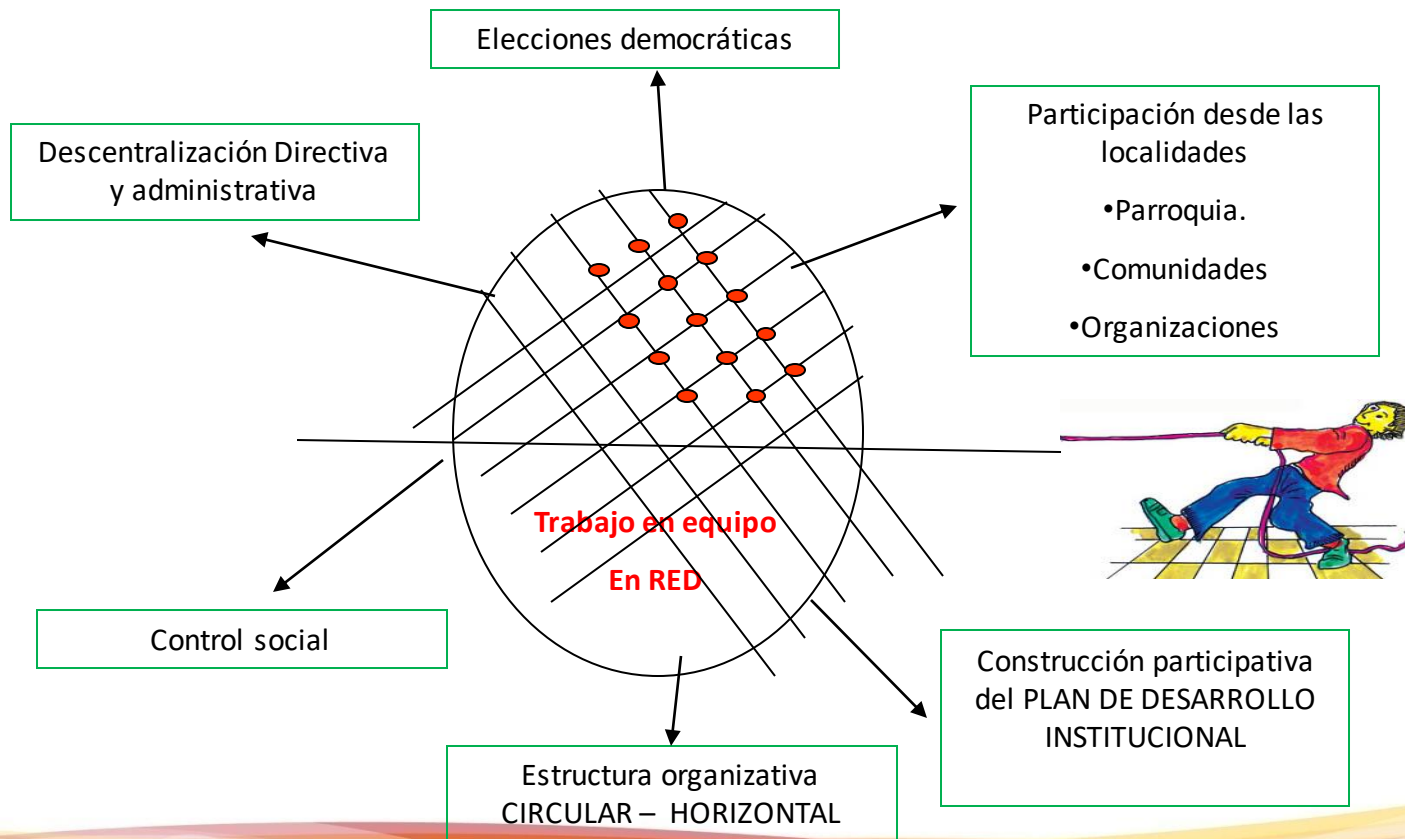 Elecciones democráticas
Descentralización Directiva
y administrativa
Participación desde las
localidades
•Parroquia.
•Comunidades
•Organizaciones
Trabajo en equipo
En RED
Control social
Construcción participativa
del PLAN DE DESARROLLO
INSTITUCIONAL
Estructura organizativa
CIRCULAR – HORIZONTAL